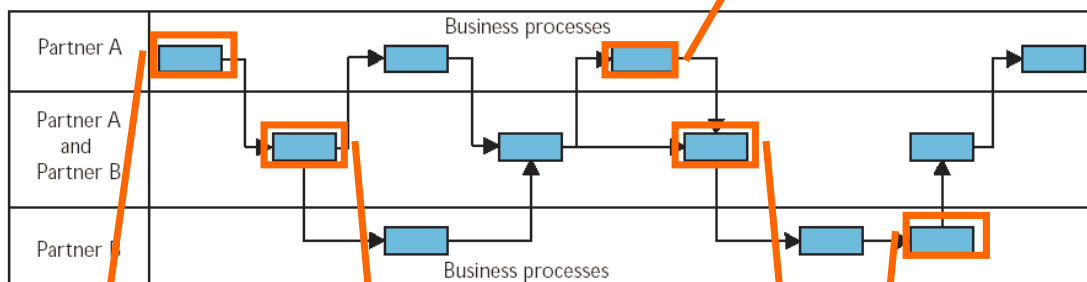 Business processes
Partner A
Partner A
and
Partner B
Partner B
Business processes